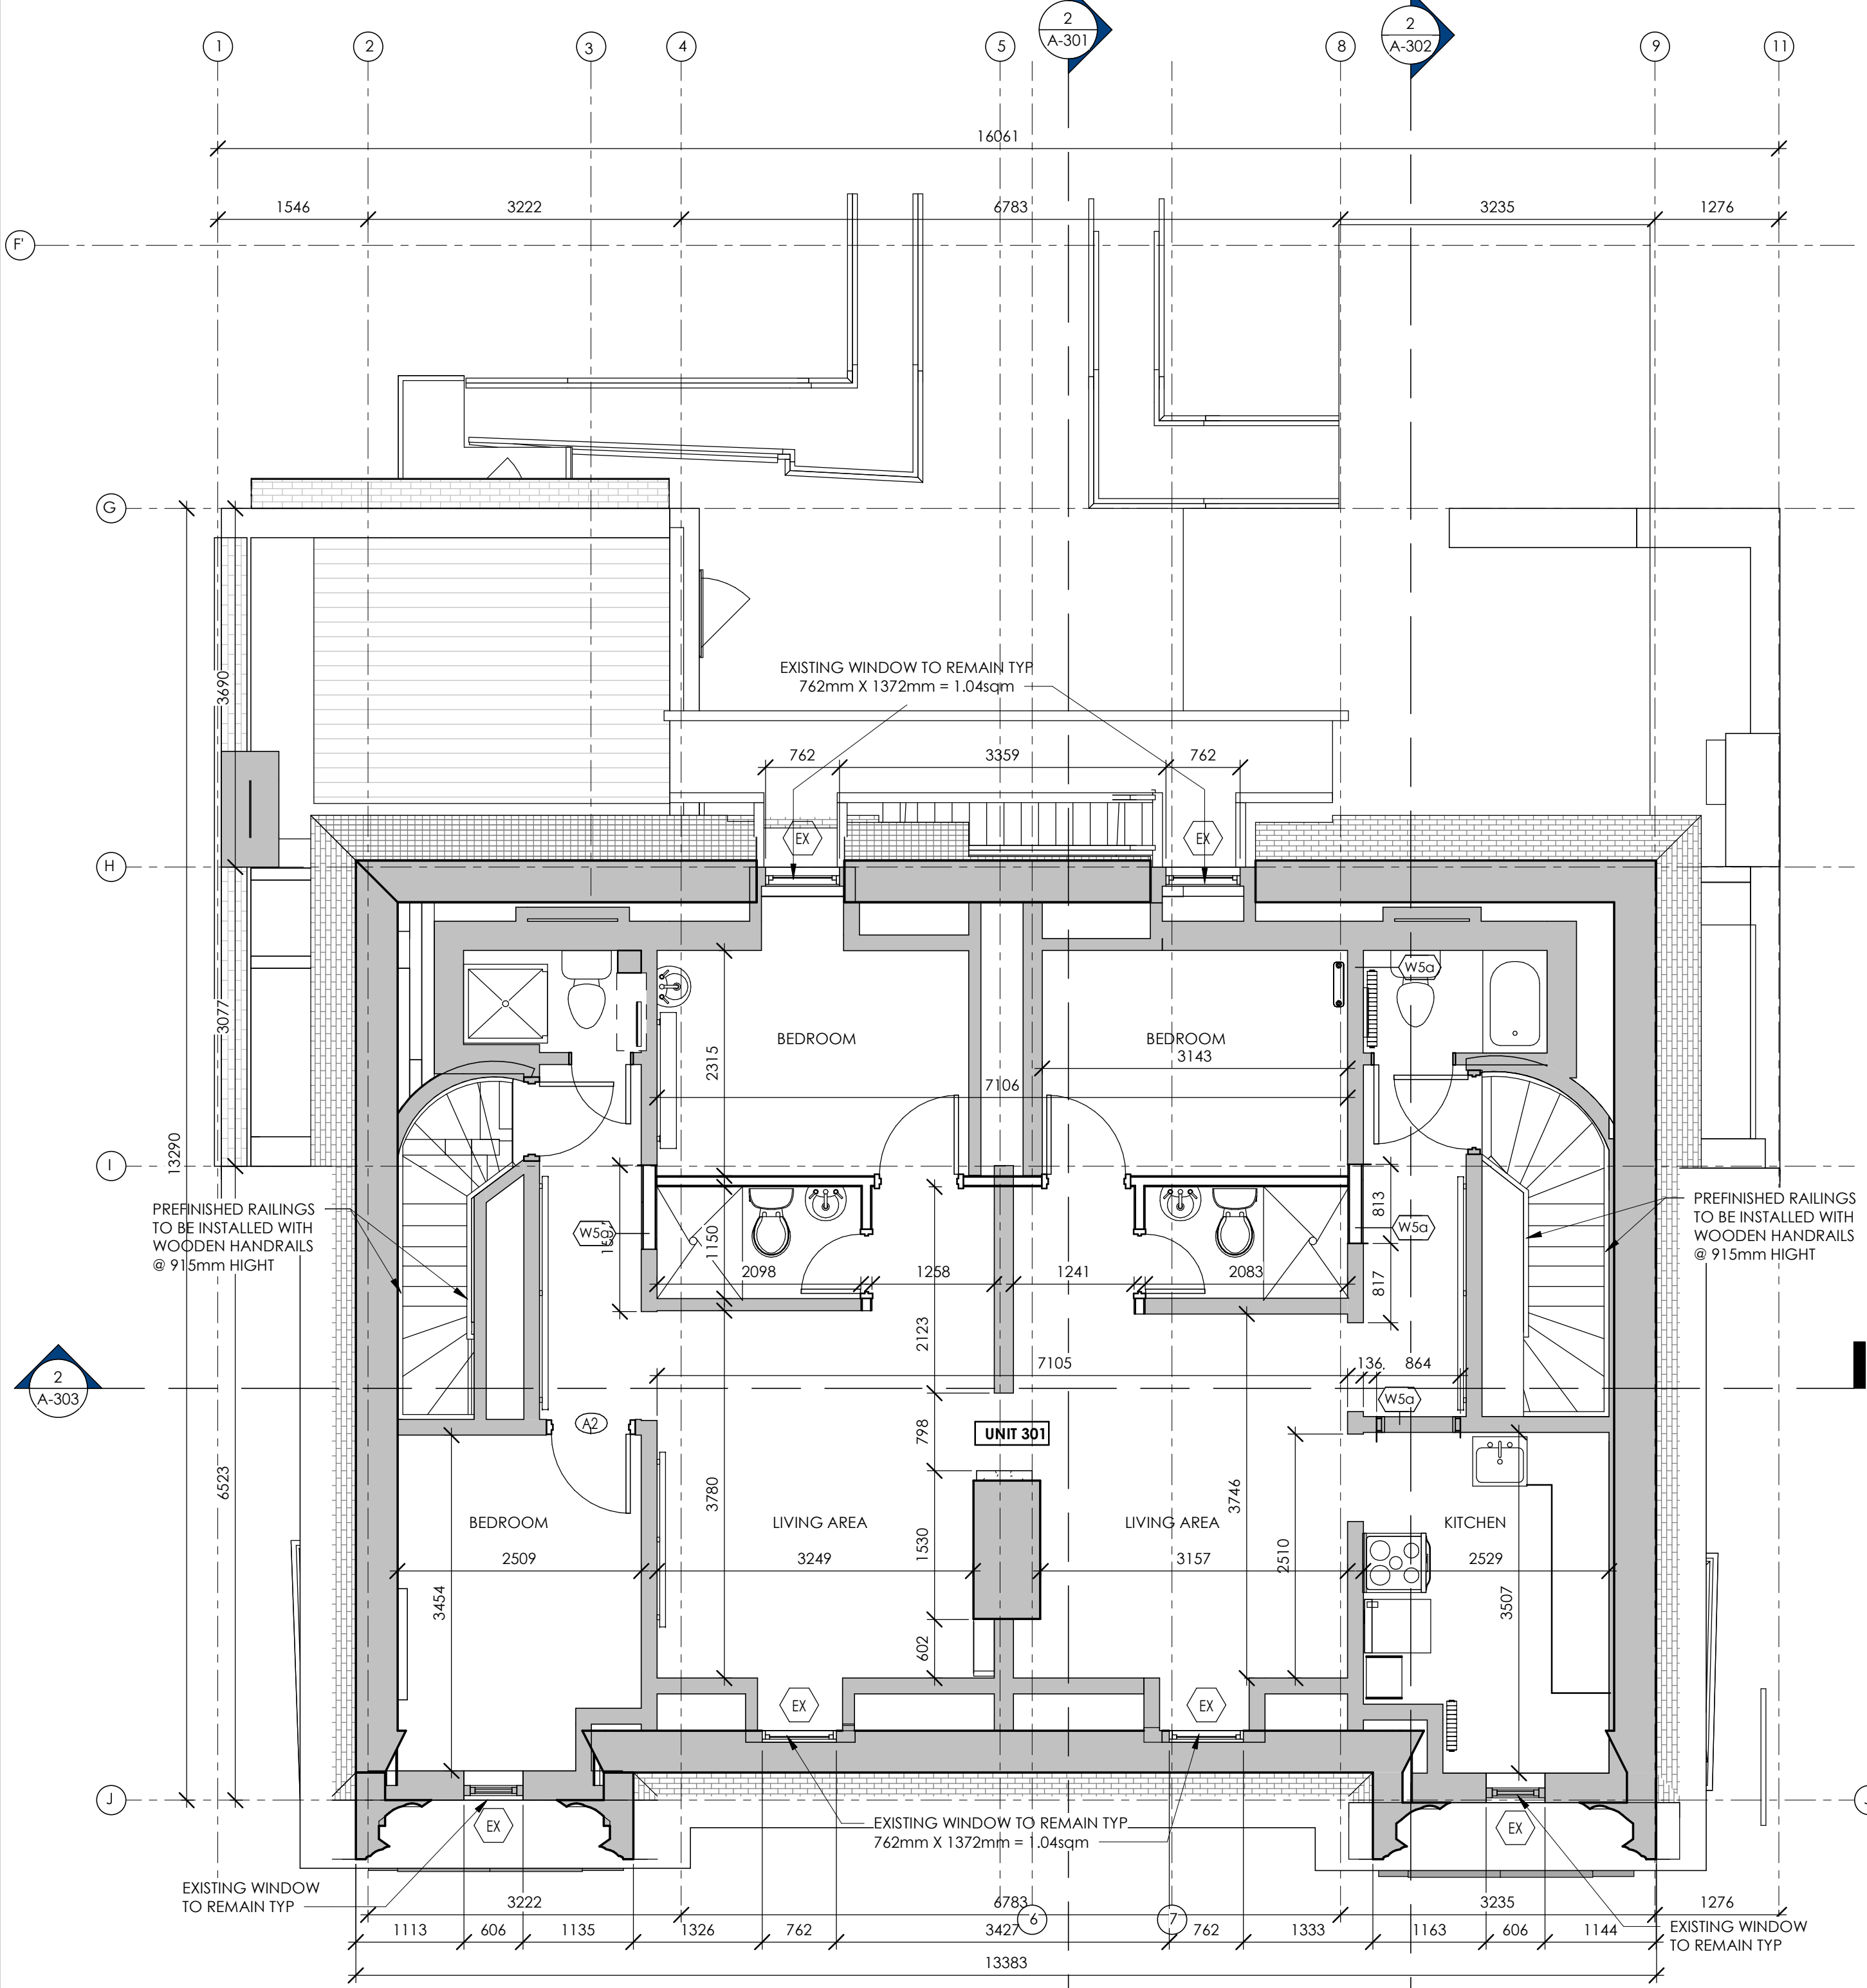 2
A-301
2
A-302
1
2
3
4
5
8
9
11
16061
1546
3222
6783
3235
1276
F'
G
3690
EXISTING WINDOW TO REMAIN TYP
762mm X 1372mm = 1.04sqm
762
3359
762
EX
EX
H
W5a
3077
BEDROOM
BEDROOM
3143
2315
7106
13290
I
PREFINISHED RAILINGS
TO BE INSTALLED WITH
WOODEN HANDRAILS
@ 915mm HIGHT
W5a
1150
813
W5a
PREFINISHED RAILINGS
TO BE INSTALLED WITH
WOODEN HANDRAILS
@ 915mm HIGHT
2098
1258
1241
2083
817
2123
7105
136
864
2
A-303
W5a
A2
798
UNIT 301
6523
3780
3746
BEDROOM
LIVING AREA
LIVING AREA
KITCHEN
1530
2510
2509
3249
3157
2529
3454
3507
602
EX
EX
J
EX
EXISTING WINDOW TO REMAIN TYP
762mm X 1372mm = 1.04sqm
EX
EXISTING WINDOW
TO REMAIN TYP
3222
6783
3235
1276
6
7
1113
606
1135
1326
762
3427
762
1333
1163
606
1144
EXISTING WINDOW
TO REMAIN TYP
13383